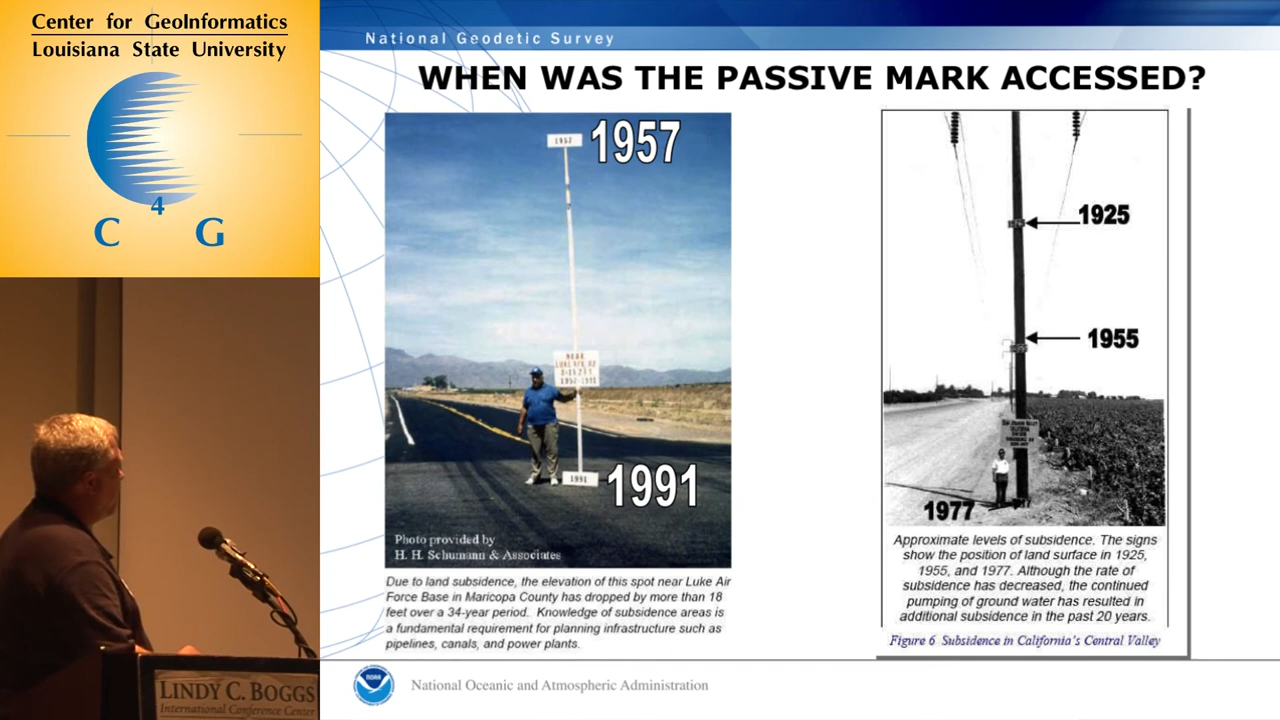 Center for GeoInformatics
Louisiana State University
C 4 G
LINDY C. BOGGS
International Conference Center
National Geodetic Survey
WHEN WAS THE PASSIVE MARK ACCESSED?
1957
1957
NEAR
1957-1991
1991
1991
Photo provided by
H. H. Schumann & Associates
Due to land subsidence, the elevation of this spot near Luke Air
Force Base in Maricopa County has dropped by more than 18
feet over a 34-year period. Knowledge of subsidence areas is
a fundamental requirement for planning infrastructure such as
pipelines, canals, and power plants.
1925
1955
1977
Approximate levels of subsidence. The signs
show the position of land surface in 1925,
1955, and 1977. Although the rate of
subsidence has decreased, the continued
pumping of ground water has resulted in
additional subsidence in the past 20 years.
Figure 6 Subsidence in California's Central Valley
NOAA
National Oceanic and Atmospheric Administration